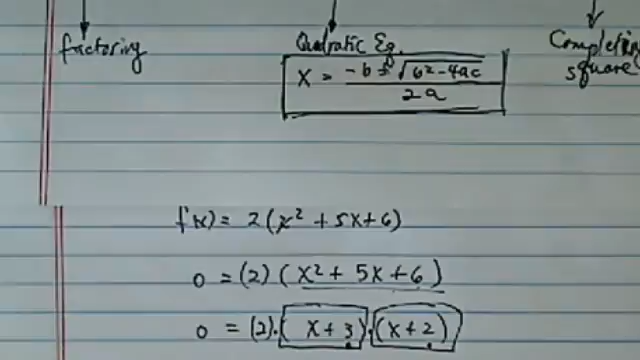 factoring
Quadratic Eq.
Completing square
x = -b ± √b²-4ac / 2a
f(x) = 2(x² + 5x + 6)
0 = (2)(x² + 5x + 6)
0 = (2)·(x + 3)·(x + 2)